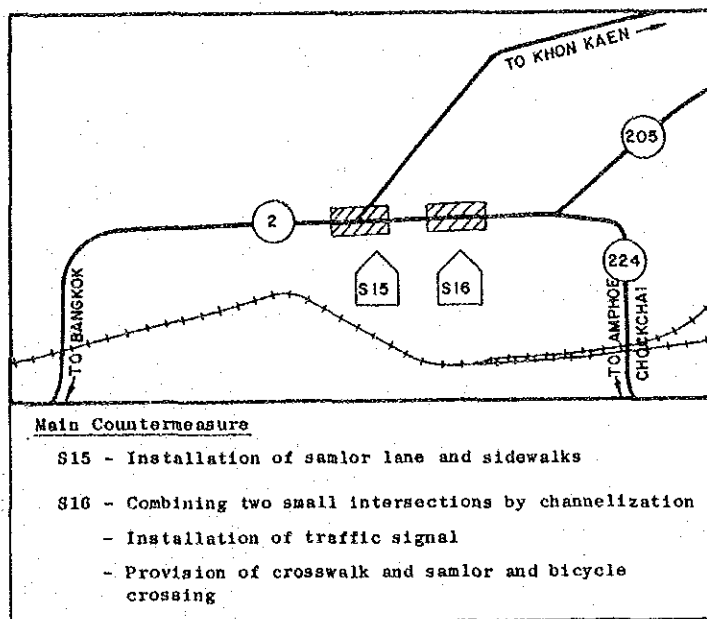 TO KHON KAEN
205
2
S15
S16
224
TO BANGKOK
TO AMPHOE
CHOCKCHAI
Main Countermeasure
S15 - Installation of samlor lane and sidewalks
S16 - Combining two small intersections by channelization
- Installation of traffic signal
- Provision of crosswalk and samlor and bicycle
crossing